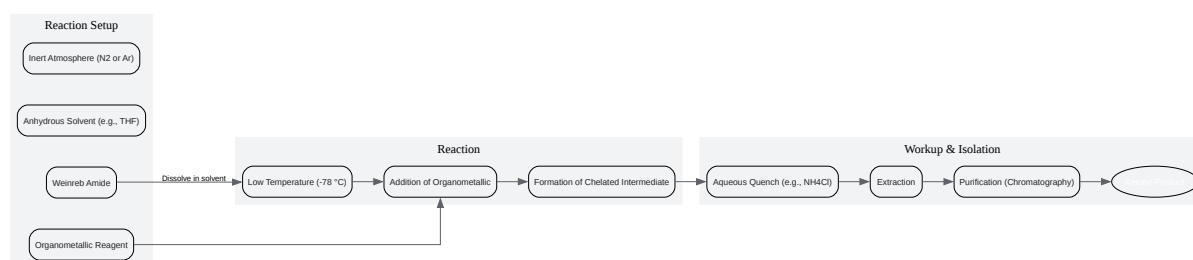 Reaction Setup
Inert Atmosphere (N2 or Ar)
Anhydrous Solvent (e.g., THF)
Weinreb Amide
Organometallic Reagent
Dissolve in solvent
Reaction
Low Temperature (-78 °C)
Addition of Organometallic
Formation of Chelated Intermediate
Workup & Isolation
Aqueous Quench (e.g., NH4Cl)
Extraction
Purification (Chromatography)